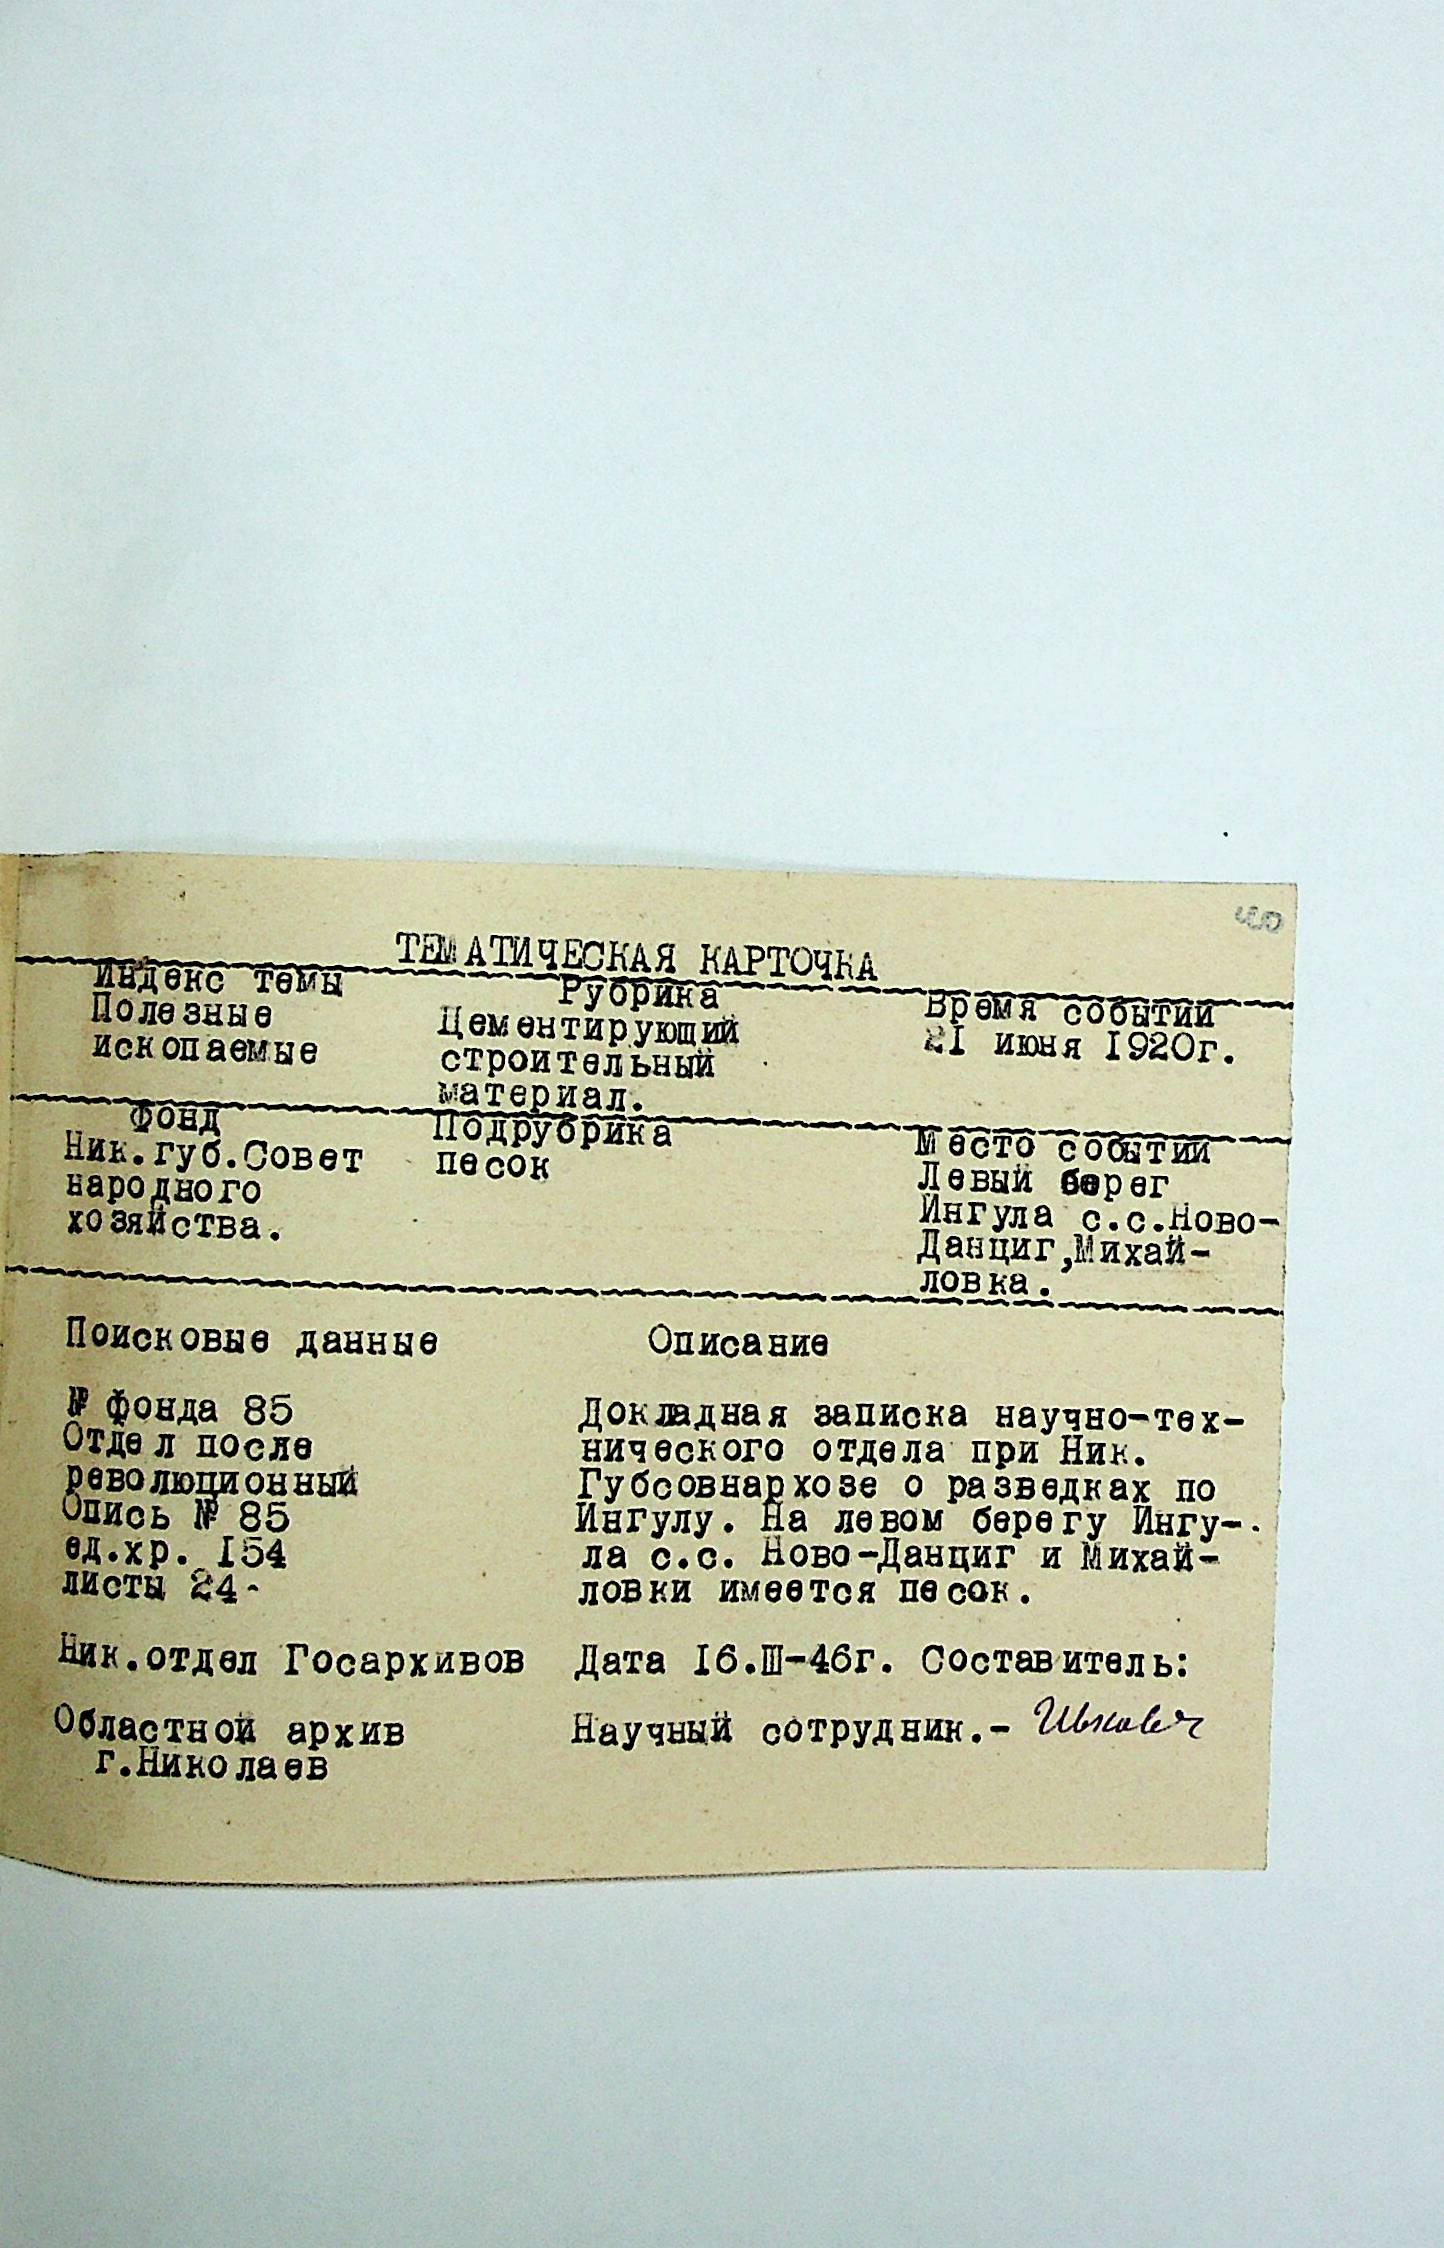 ТЕМАТИЧЕСКАЯ КАРТОЧКА
Индекс темы
Полезные
ископаемые
Рубрика
Цементирующий
строительный
материал.
Время событий
21 июня 1920г.
Фонд
Ник.губ.Совет
народного
хозяйства.
Подрубрика
песок
Место событий
Левый берег
Ингула с.с.Ново-
Данциг,Михай-
ловка.
Поисковые данные
№ фонда 85
Отдел после
революционный
Опись № 85
ед.хр. 154
листы 24-
Описание
Докладная записка научно-тех-
нического отдела при Ник.
Губсовнархозе о разведках по
Ингулу. На левом берегу Ингу-
ла с.с. Ново-Данциг и Михай-
ловки имеется песок.
Ник.отдел Госархивов
Дата 16.III-46г. Составитель:
Областной архив
г.Николаев
Научный сотрудник.-